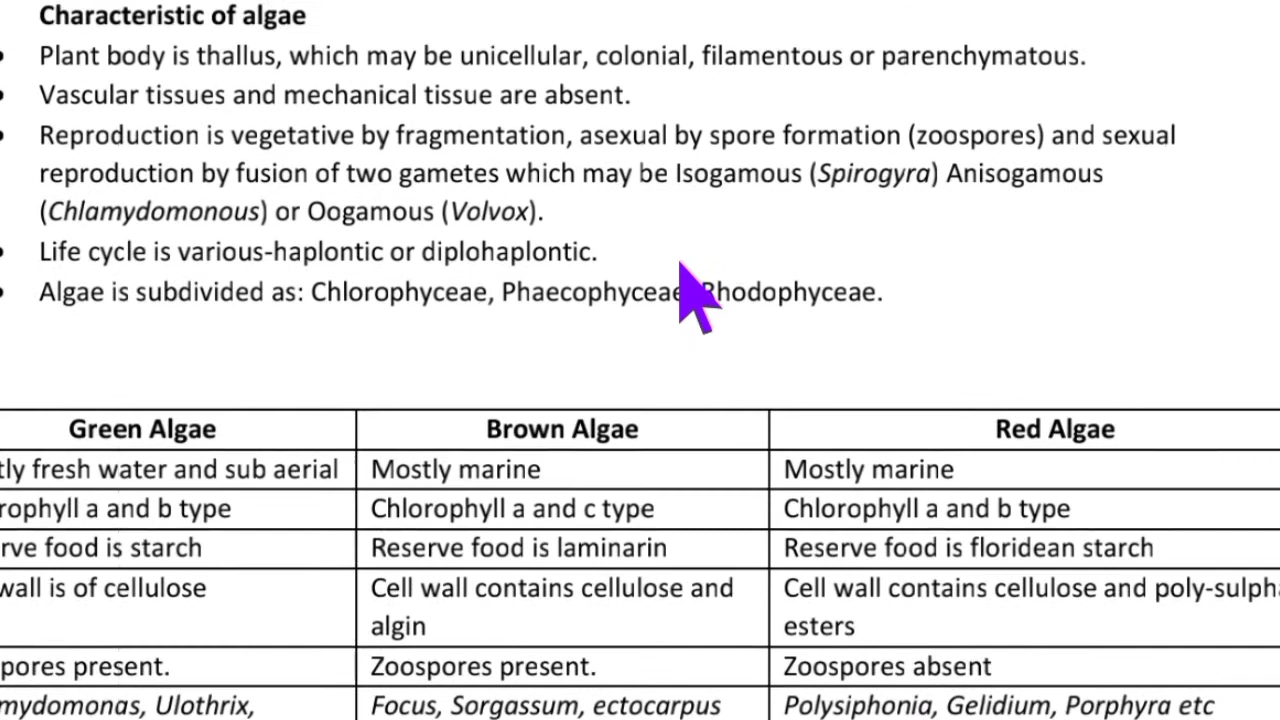 Characteristic of algae
• Plant body is thallus, which may be unicellular, colonial, filamentous or parenchymatous.
• Vascular tissues and mechanical tissue are absent.
• Reproduction is vegetative by fragmentation, asexual by spore formation (zoospores) and sexual
reproduction by fusion of two gametes which may be Isogamous (Spirogyra) Anisogamous
(Chlamydomonous) or Oogamous (Volvox).
• Life cycle is various-haplontic or diplohaplontic.
• Algae is subdivided as: Chlorophyceae, Phaecophyceae, Rhodophyceae.
Green Algae Brown Algae Red Algae
tly fresh water and sub aerial Mostly marine Mostly marine
rophyll a and b type Chlorophyll a and c type Chlorophyll a and b type
rve food is starch Reserve food is laminarin Reserve food is floridean starch
wall is of cellulose Cell wall contains cellulose and Cell wall contains cellulose and poly-sulpha
algin esters
pores present. Zoospores present. Zoospores absent
mydomonas, Ulothrix, Focus, Sorgassum, ectocarpus Polysiphonia, Gelidium, Porphyra etc